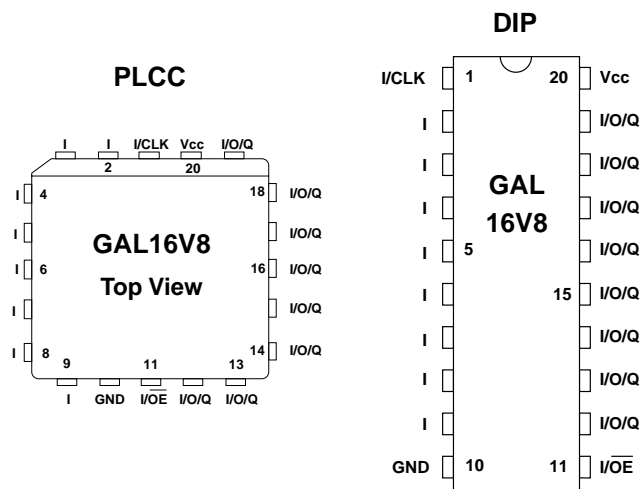 PLCC
I I I/CLK Vcc I/O/Q
2 20
I 4 18 I/O/Q
I I/O/Q
I 6 16 I/O/Q
I I/O/Q
I 8 14 I/O/Q
GAL16V8
Top View
9 11 13
I GND I/OE I/O/Q I/O/Q
DIP
I/CLK 1 20 Vcc
I I/O/Q
I I/O/Q
I I/O/Q
I 5 I/O/Q
I 15 I/O/Q
I I/O/Q
I I/O/Q
I I/O/Q
GND 10 11 I/OE
GAL
16V8